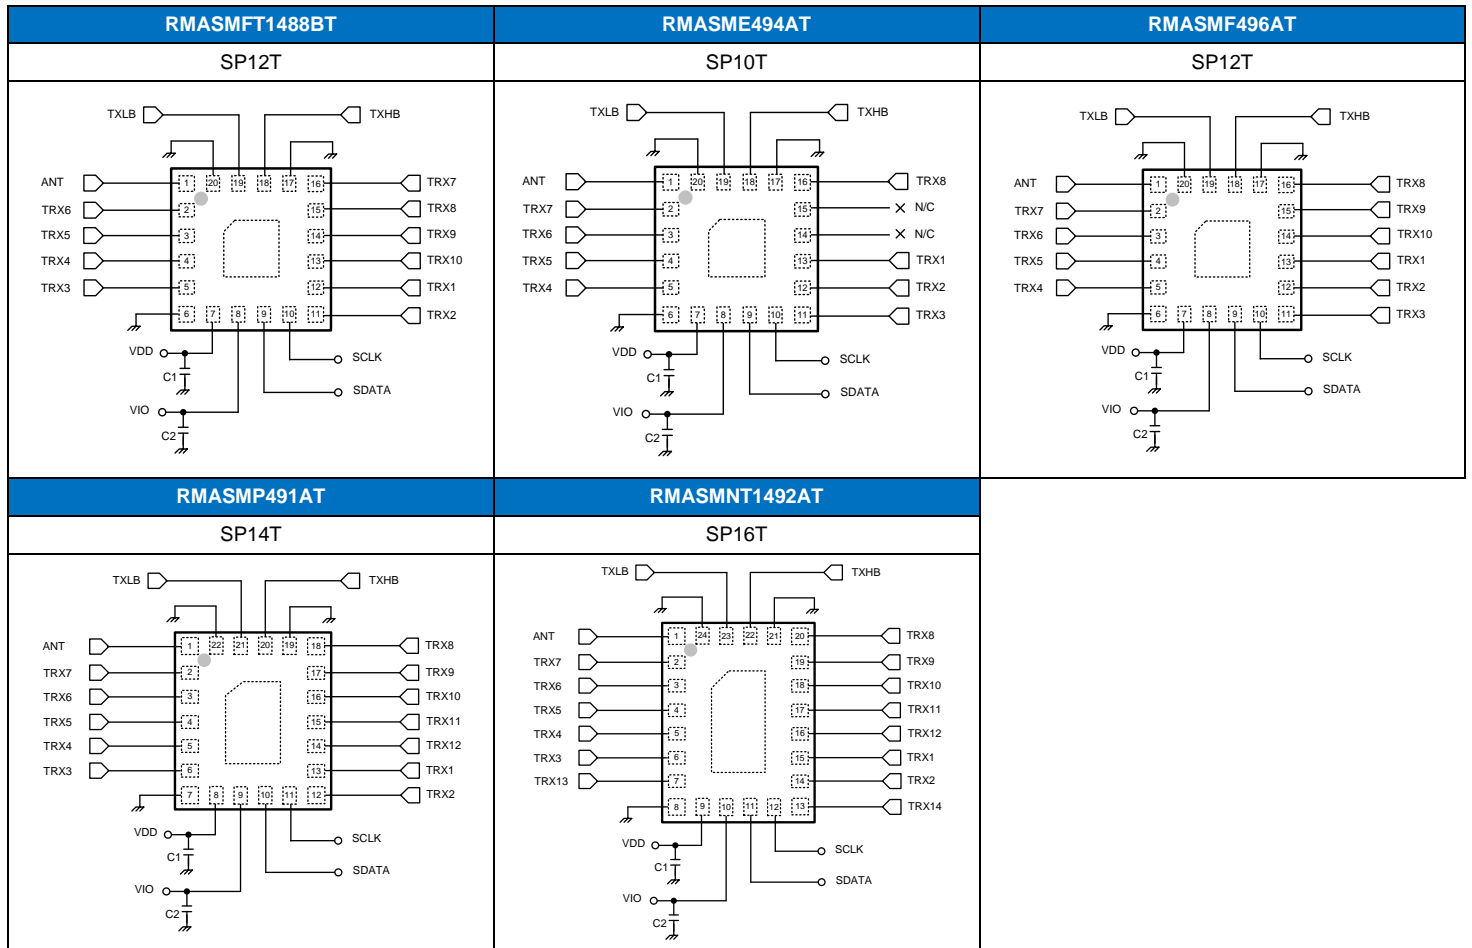 RMASMFT1488BT RMASME494AT RMASMF496AT
SP12T SP10T SP12T
TXLB TXHB
20 19 18 17
ANT 1 16 TRX7
TRX6 2 15 TRX8
TRX5 3 14 TRX9
TRX4 4 13 TRX10
TRX3 5 12 TRX1
6 7 8 9 10 11 TRX2
VDD SCLK
C1
SDATA
VIO
C2
TXLB TXHB
20 19 18 17
ANT 1 16 TRX8
TRX7 2 15 N/C
TRX6 3 14 N/C
TRX5 4 13 TRX1
TRX4 5 12 TRX2
6 7 8 9 10 11 TRX3
VDD SCLK
C1
SDATA
VIO
C2
TXLB TXHB
20 19 18 17
ANT 1 16 TRX8
TRX7 2 15 TRX9
TRX6 3 14 TRX10
TRX5 4 13 TRX1
TRX4 5 12 TRX2
6 7 8 9 10 11 TRX3
VDD SCLK
C1
SDATA
VIO
C2
RMASMP491AT RMASMNT1492AT
SP14T SP16T
TXLB TXHB
22 21 20 19
ANT 1 18 TRX8
TRX7 2 17 TRX9
TRX6 3 16 TRX10
TRX5 4 15 TRX11
TRX4 5 14 TRX12
TRX3 6 13 TRX1
7 8 9 10 11 12 TRX2
VDD SCLK
C1
SDATA
VIO
C2
TXLB TXHB
24 23 22 21
ANT 1 20 TRX8
TRX7 2 19 TRX9
TRX6 3 18 TRX10
TRX5 4 17 TRX11
TRX4 5 16 TRX12
TRX3 6 15 TRX1
TRX13 7 14 TRX2
8 9 10 11 12 13 TRX14
VDD SCLK
C1
SDATA
VIO
C2